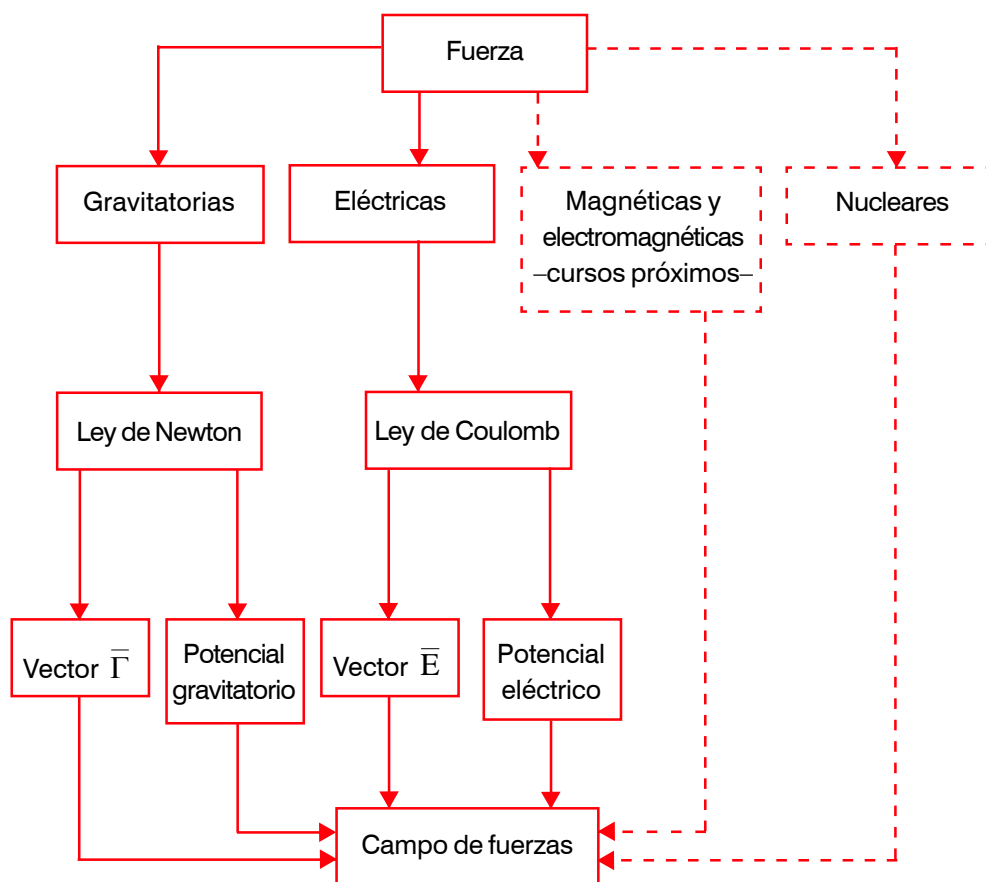 Fuerza
Gravitatorias
Eléctricas
Magnéticas y
electromagnéticas
–cursos próximos–
Nucleares
Ley de Newton
Ley de Coulomb
Vector Γ̅
Potencial
gravitatorio
Vector E̅
Potencial
eléctrico
Campo de fuerzas